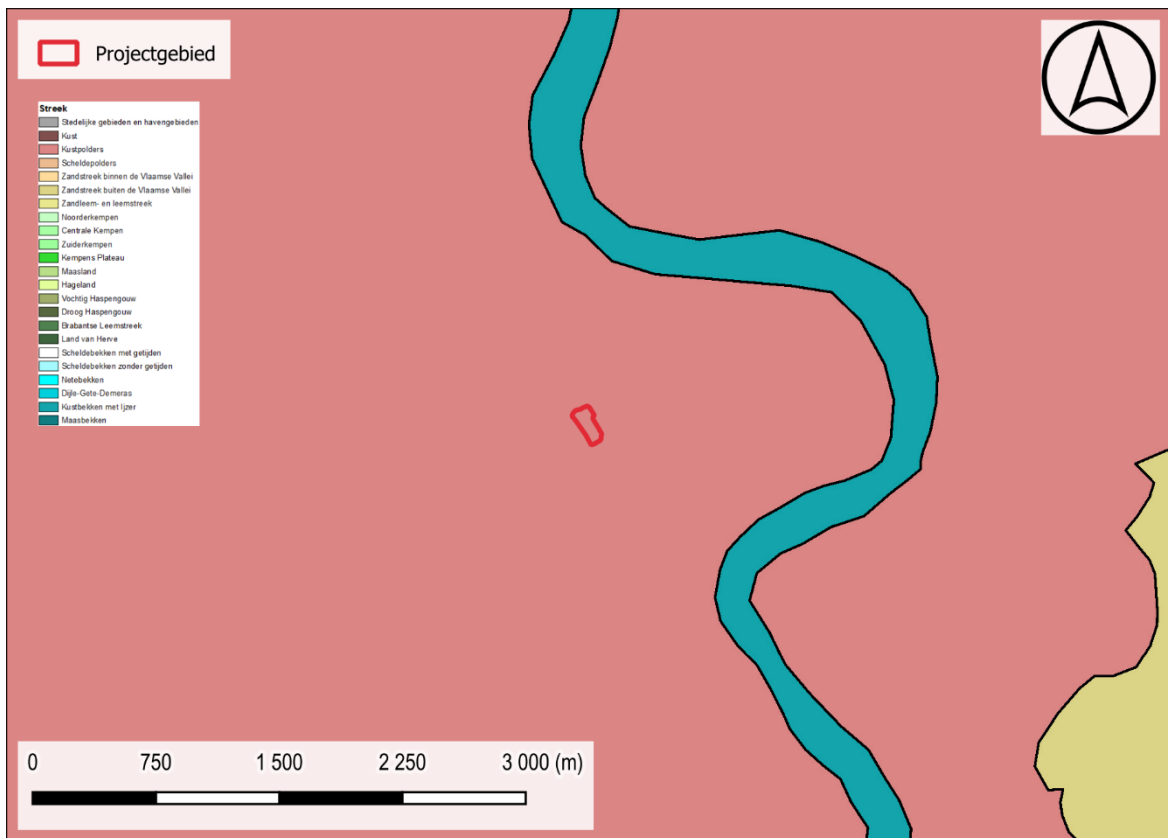 Projectgebied
Streek
Stedelijke gebieden en havengebieden
Kust
Kustpolders
Scheldepolders
Zandstreek binnen de Vlaamse Vallei
Zandstreek buiten de Vlaamse Vallei
Zandleem- en leemstreek
Noorderkempen
Centrale Kempen
Zuiderkempen
Kempens Plateau
Maasland
Hageland
Vochtig Haspengouw
Droog Haspengouw
Brabantse Leemstreek
Land van Herve
Scheldebekken met getijden
Scheldebekken zonder getijden
Netebekken
Dijle-Gete-Demeras
Kustbekken met Ijzer
Maasbekken
0 750 1 500 2 250 3 000 (m)